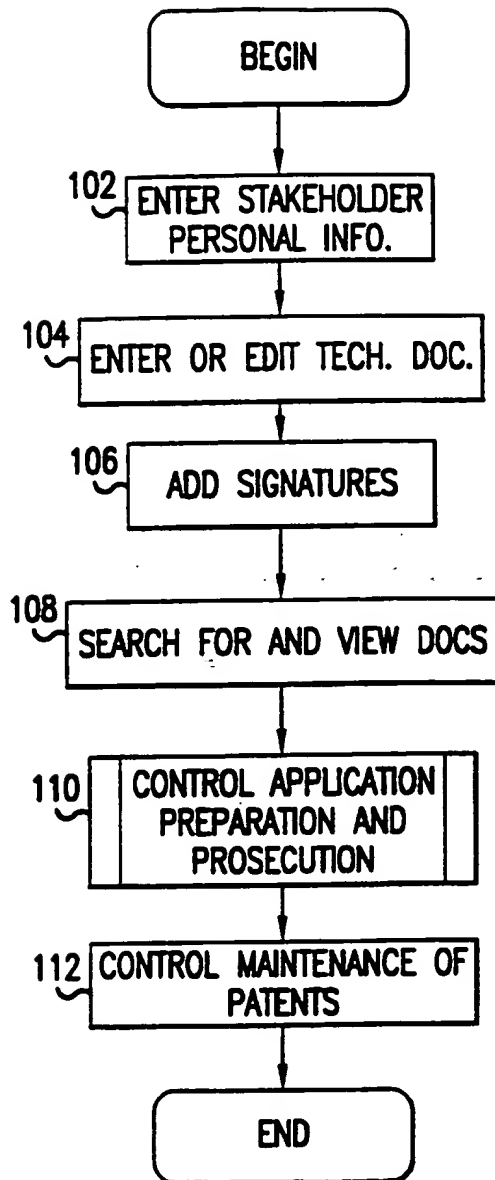 BEGIN
102
ENTER STAKEHOLDER
PERSONAL INFO.
104
ENTER OR EDIT TECH. DOC.
106
ADD SIGNATURES
108
SEARCH FOR AND VIEW DOCS
110
CONTROL APPLICATION
PREPARATION AND
PROSECUTION
112
CONTROL MAINTENANCE OF
PATENTS
END